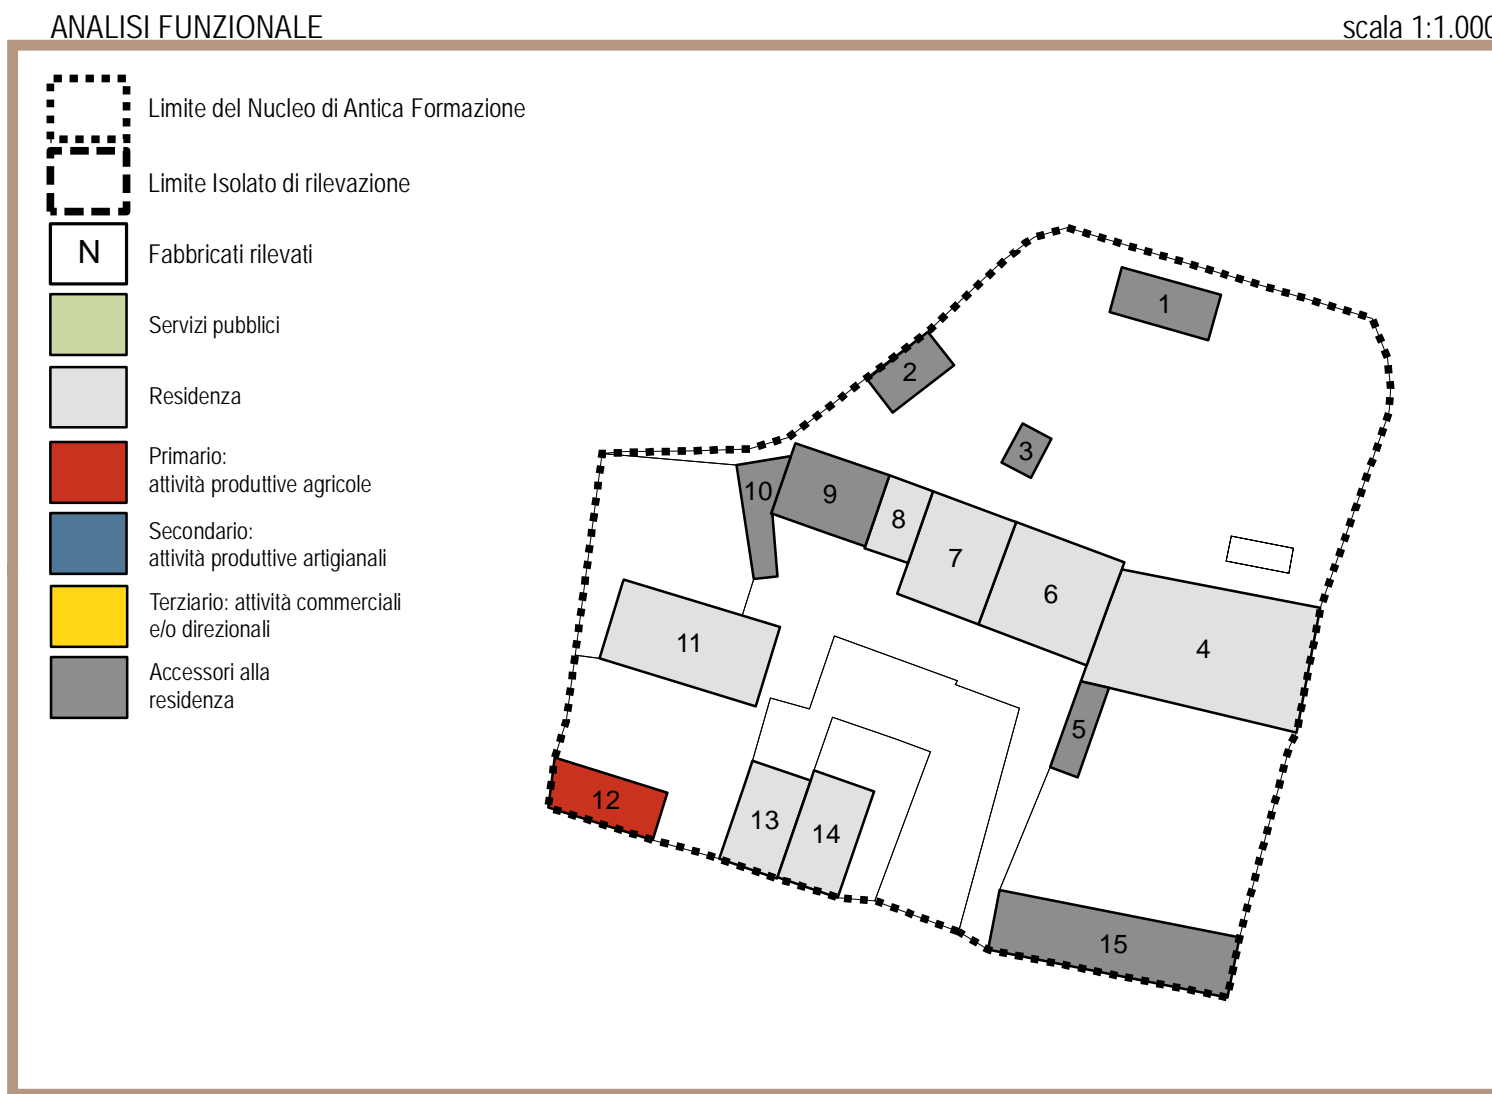 ANALISI FUNZIONALE
scala 1:1.000
Limite del Nucleo di Antica Formazione
Limite Isolato di rilevazione
N
Fabbricati rilevati
Servizi pubblici
Residenza
Primario:
attività produttive agricole
Secondario:
attività produttive artigianali
Terziario: attività commerciali
e/o direzionali
Accessori alla
residenza
1
2
3
10
9
8
7
6
4
11
5
12
13
14
15